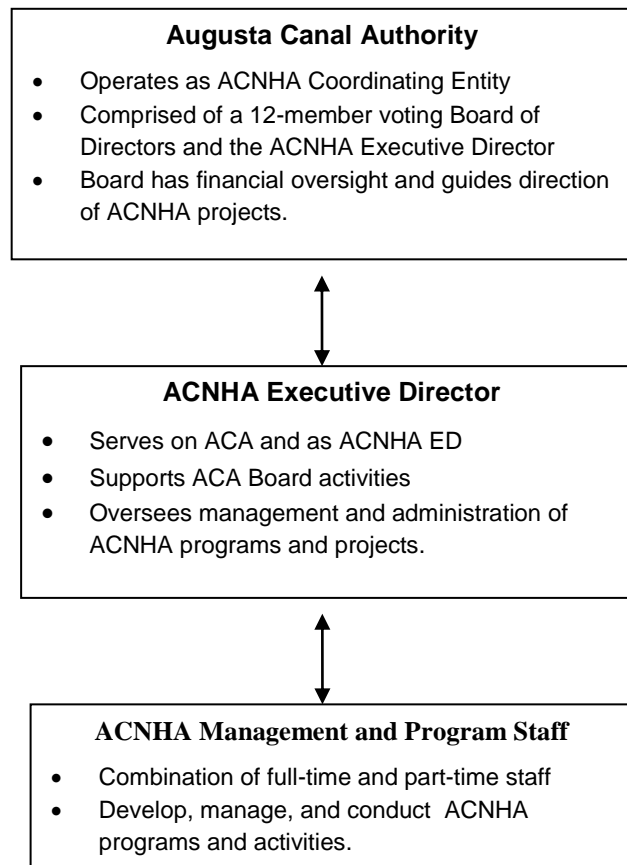 Augusta Canal Authority
• Operates as ACNHA Coordinating Entity
• Comprised of a 12-member voting Board of
Directors and the ACNHA Executive Director
• Board has financial oversight and guides direction
of ACNHA projects.
ACNHA Executive Director
• Serves on ACA and as ACNHA ED
• Supports ACA Board activities
• Oversees management and administration of
ACNHA programs and projects.
ACNHA Management and Program Staff
• Combination of full-time and part-time staff
• Develop, manage, and conduct ACNHA
programs and activities.